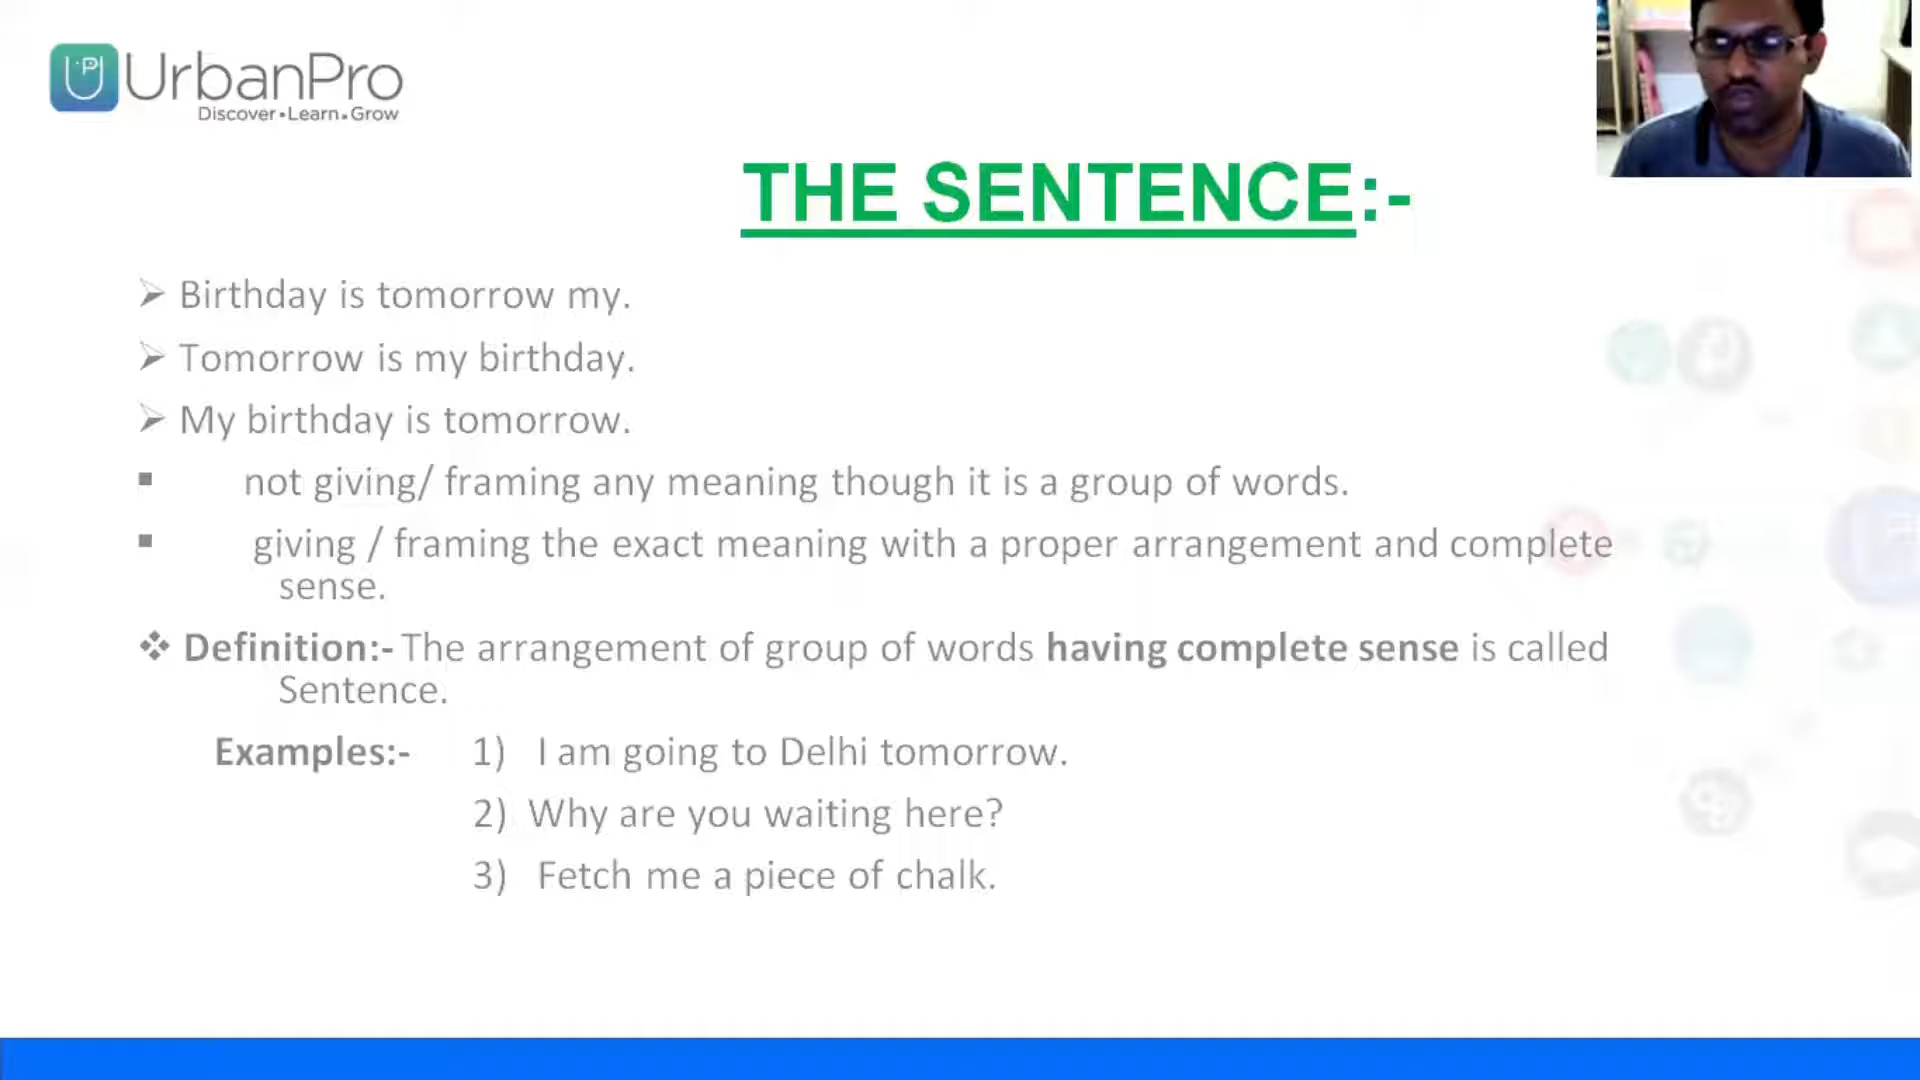 UrbanPro
Discover•Learn•Grow
THE SENTENCE:-
➢ Birthday is tomorrow my.
➢ Tomorrow is my birthday.
➢ My birthday is tomorrow.
▪ not giving/ framing any meaning though it is a group of words.
▪ giving / framing the exact meaning with a proper arrangement and complete
sense.
❖ Definition:- The arrangement of group of words having complete sense is called
Sentence.
Examples:- 1) I am going to Delhi tomorrow.
2) Why are you waiting here?
3) Fetch me a piece of chalk.